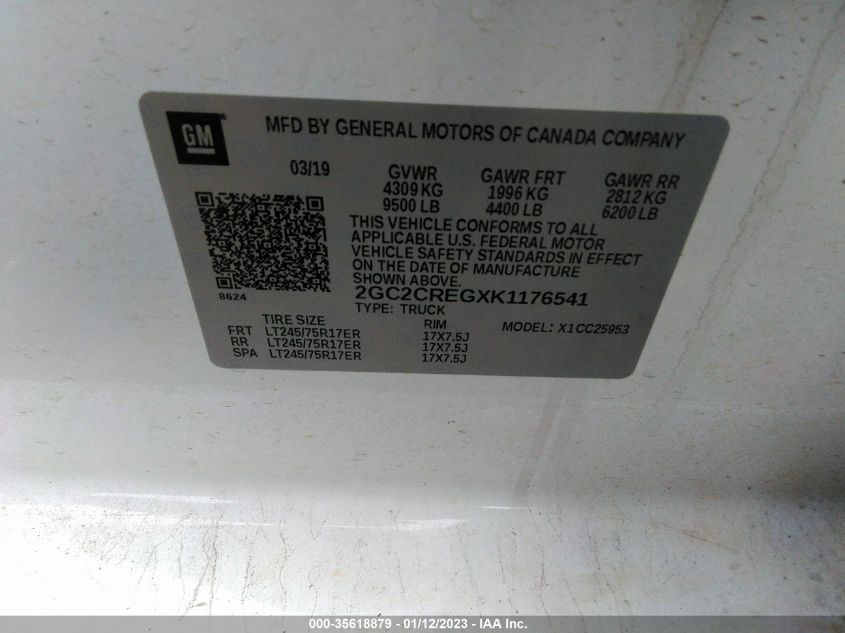 GM
MFD BY GENERAL MOTORS OF CANADA COMPANY
03/19
GVWR GAWR FRT GAWR RR
4309 KG 1996 KG 2812 KG
9500 LB 4400 LB 6200 LB
THIS VEHICLE CONFORMS TO ALL
APPLICABLE U.S. FEDERAL MOTOR
VEHICLE SAFETY STANDARDS IN EFFECT
ON THE DATE OF MANUFACTURE
SHOWN ABOVE.
8624
2GC2CREGXK1176541
TYPE: TRUCK
MODEL: X1CC25953
TIRE SIZE RIM
FRT LT245/75R17ER 17X7.5J
RR LT245/75R17ER 17X7.5J
SPA LT245/75R17ER 17X7.5J
000-35618879 - 01/12/2023 - IAA Inc.